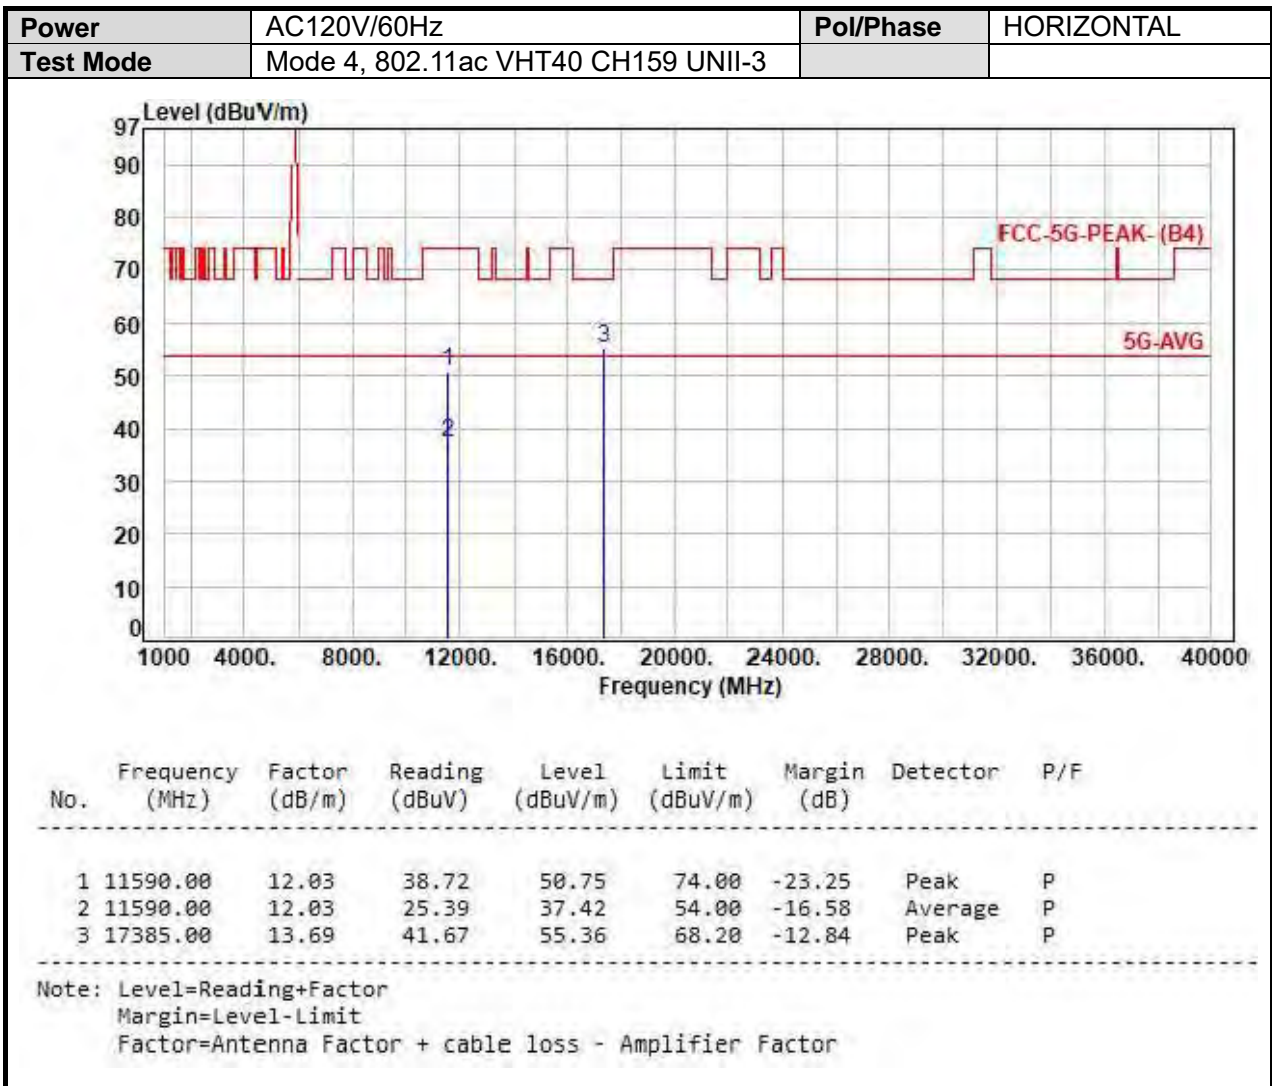 Power AC120V/60Hz Pol/Phase HORIZONTAL
Test Mode Mode 4, 802.11ac VHT40 CH159 UNII-3
Level (dBuV/m)
97
90
80
FCC-5G-PEAK- (B4)
70
60
3
5G-AVG
1
50
40
2
30
20
10
0
1000 4000. 8000. 12000. 16000. 20000. 24000. 28000. 32000. 36000. 40000
Frequency (MHz)
Frequency Factor Reading Level Limit Margin Detector P/F
No. (MHz) (dB/m) (dBuV) (dBuV/m) (dBuV/m) (dB)
1 11590.00 12.03 38.72 50.75 74.00 -23.25 Peak P
2 11590.00 12.03 25.39 37.42 54.00 -16.58 Average P
3 17385.00 13.69 41.67 55.36 68.20 -12.84 Peak P
Note: Level=Reading+Factor
Margin=Level-Limit
Factor=Antenna Factor + cable loss - Amplifier Factor